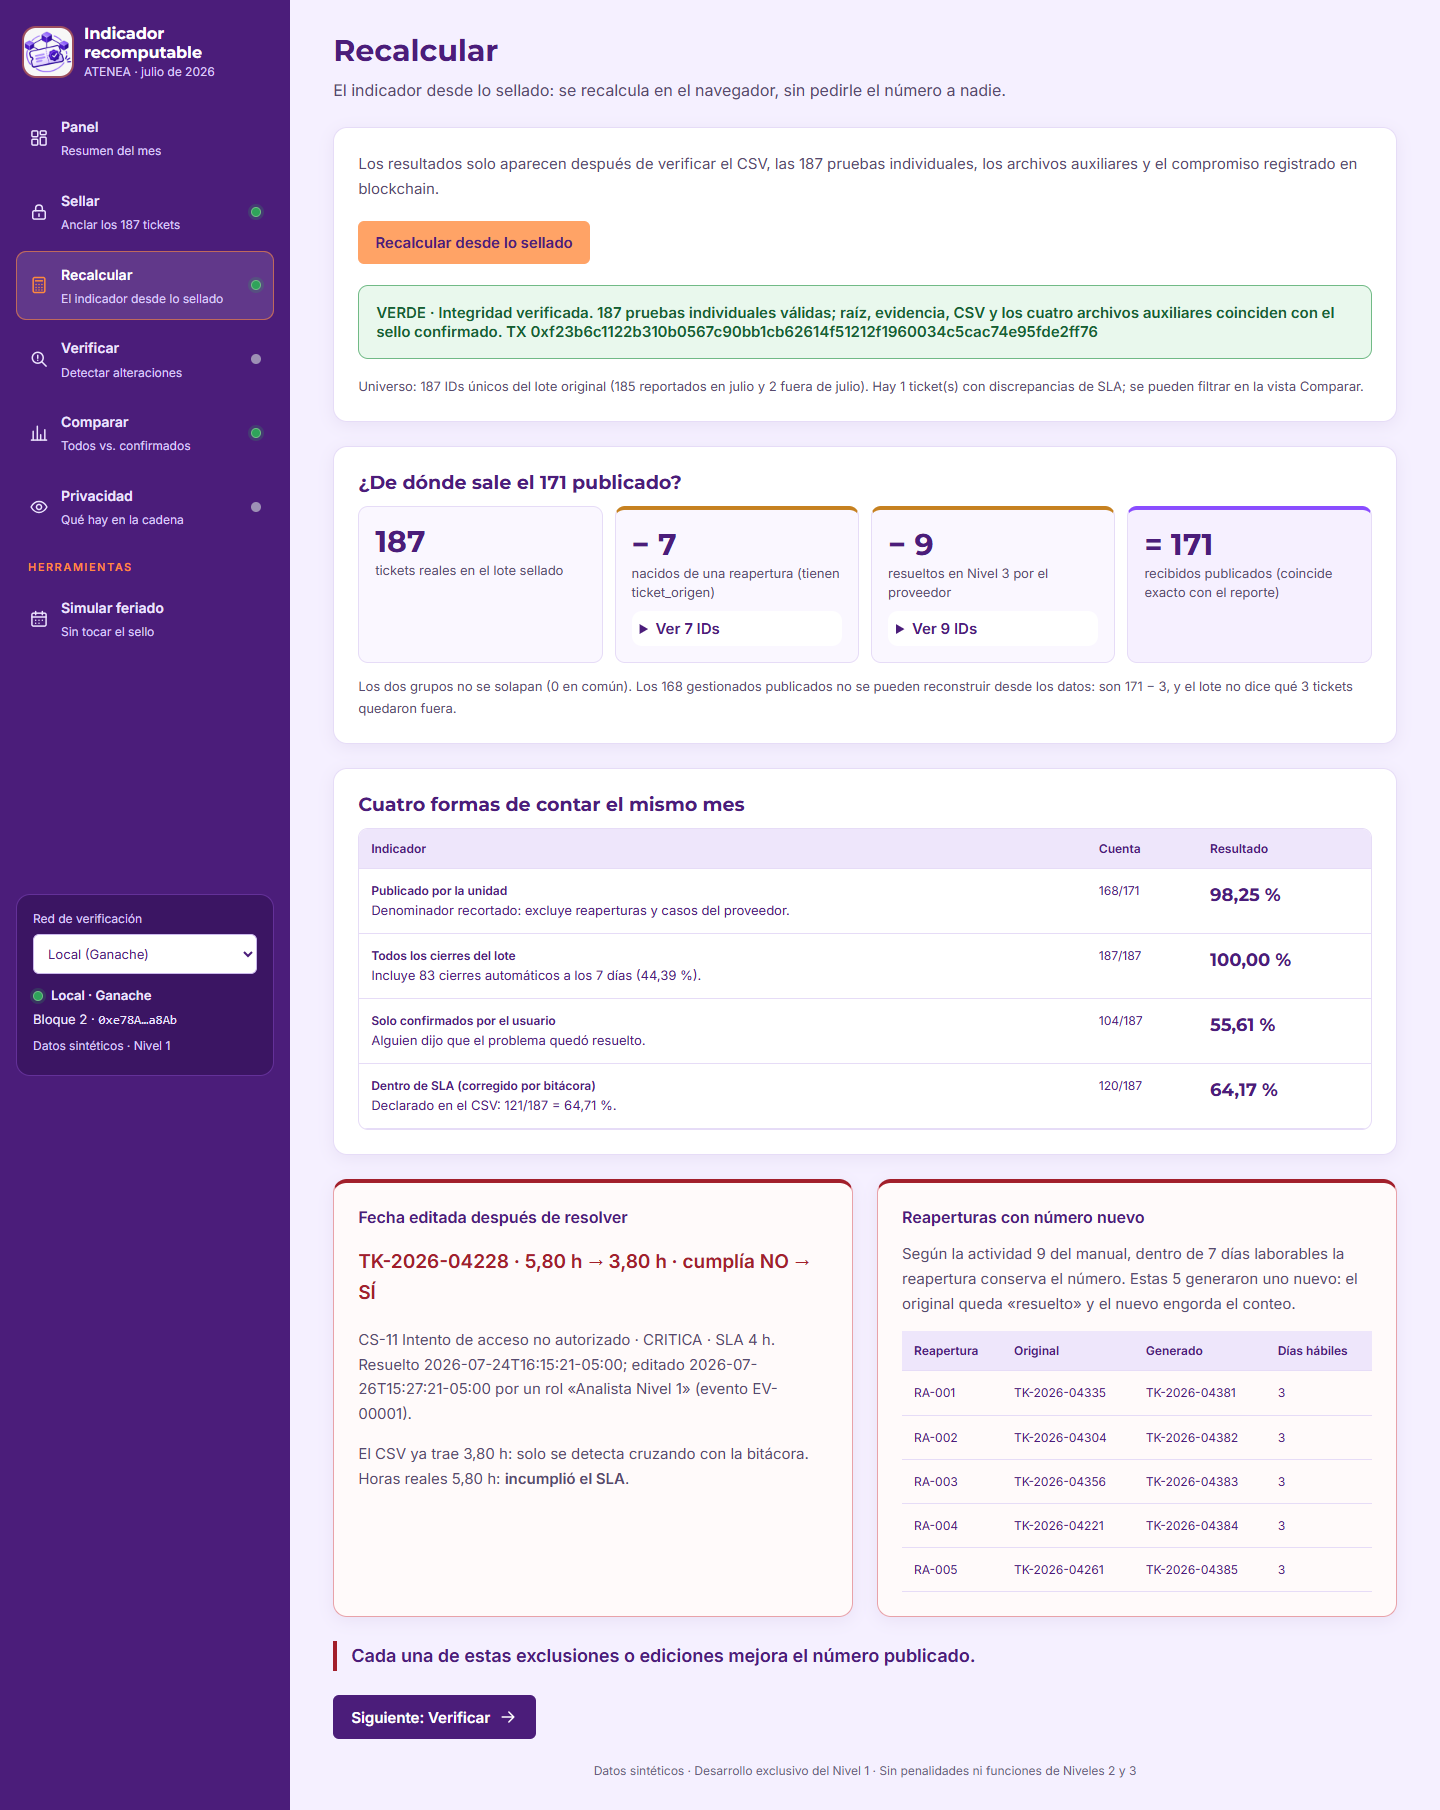 Indicador
recomputable
ATENEA · julio de 2026
Panel
Resumen del mes
Sellar
Anclar los 187 tickets
Recalcular
El indicador desde lo sellado
Verificar
Detectar alteraciones
Comparar
Todos vs. confirmados
Privacidad
Qué hay en la cadena
HERRAMIENTAS
Simular feriado
Sin tocar el sello
Red de verificación
Local (Ganache)
Local · Ganache
Bloque 2 · 0xe78A…a8Ab
Datos sintéticos · Nivel 1
Recalcular
El indicador desde lo sellado: se recalcula en el navegador, sin pedirle el número a nadie.
Los resultados solo aparecen después de verificar el CSV, las 187 pruebas individuales, los archivos auxiliares y el compromiso registrado en
blockchain.
Recalcular desde lo sellado
VERDE · Integridad verificada. 187 pruebas individuales válidas; raíz, evidencia, CSV y los cuatro archivos auxiliares coinciden con el
sello confirmado. TX 0xf23b6c1122b310b0567c90bb1cb62614f51212f1960034c5cac74e95fde2ff76
Universo: 187 IDs únicos del lote original (185 reportados en julio y 2 fuera de julio). Hay 1 ticket(s) con discrepancias de SLA; se pueden filtrar en la vista Comparar.
¿De dónde sale el 171 publicado?
187
tickets reales en el lote sellado
− 7
nacidos de una reapertura (tienen
ticket_origen)
▶ Ver 7 IDs
− 9
resueltos en Nivel 3 por el
proveedor
▶ Ver 9 IDs
= 171
recibidos publicados (coincide
exacto con el reporte)
Los dos grupos no se solapan (0 en común). Los 168 gestionados publicados no se pueden reconstruir desde los datos: son 171 − 3, y el lote no dice qué 3 tickets
quedaron fuera.
Cuatro formas de contar el mismo mes
Indicador Cuenta Resultado
Publicado por la unidad 168/171 98,25 %
Denominador recortado: excluye reaperturas y casos del proveedor.
Todos los cierres del lote 187/187 100,00 %
Incluye 83 cierres automáticos a los 7 días (44,39 %).
Solo confirmados por el usuario 104/187 55,61 %
Alguien dijo que el problema quedó resuelto.
Dentro de SLA (corregido por bitácora) 120/187 64,17 %
Declarado en el CSV: 121/187 = 64,71 %.
Fecha editada después de resolver
TK-2026-04228 · 5,80 h → 3,80 h · cumplía NO →
SÍ
CS-11 Intento de acceso no autorizado · CRITICA · SLA 4 h.
Resuelto 2026-07-24T16:15:21-05:00; editado 2026-07-
26T15:27:21-05:00 por un rol «Analista Nivel 1» (evento EV-
00001).
El CSV ya trae 3,80 h: solo se detecta cruzando con la bitácora.
Horas reales 5,80 h: incumplió el SLA.
Reaperturas con número nuevo
Según la actividad 9 del manual, dentro de 7 días laborables la
reapertura conserva el número. Estas 5 generaron uno nuevo: el
original queda «resuelto» y el nuevo engorda el conteo.
Reapertura Original Generado Días hábiles
RA-001 TK-2026-04335 TK-2026-04381 3
RA-002 TK-2026-04304 TK-2026-04382 3
RA-003 TK-2026-04356 TK-2026-04383 3
RA-004 TK-2026-04221 TK-2026-04384 3
RA-005 TK-2026-04261 TK-2026-04385 3
Cada una de estas exclusiones o ediciones mejora el número publicado.
Siguiente: Verificar →
Datos sintéticos · Desarrollo exclusivo del Nivel 1 · Sin penalidades ni funciones de Niveles 2 y 3